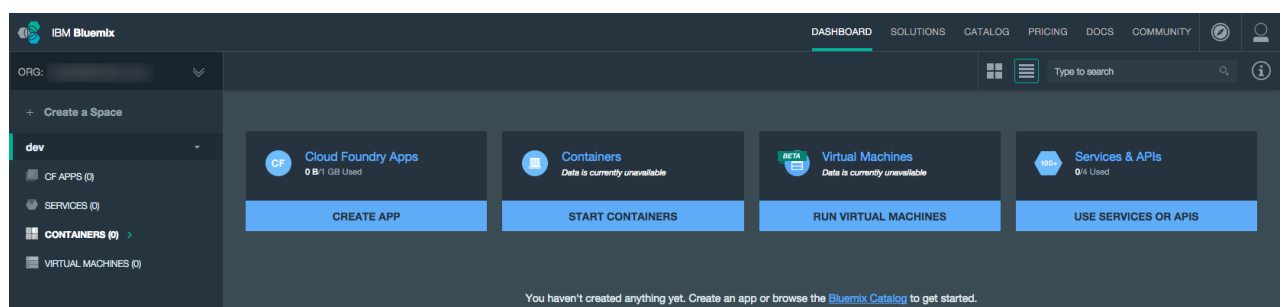 IBM Bluemix
DASHBOARD SOLUTIONS CATALOG PRICING DOCS COMMUNITY
ORG:
Type to search
+ Create a Space
dev
CF APPS (0)
SERVICES (0)
CONTAINERS (0) >
VIRTUAL MACHINES (0)
CF
Cloud Foundry Apps
0 B/1 GB Used
CREATE APP
Containers
Data is currently unavailable
START CONTAINERS
BETA
Virtual Machines
Data is currently unavailable
RUN VIRTUAL MACHINES
100+
Services & APIs
0/4 Used
USE SERVICES OR APIS
You haven't created anything yet. Create an app or browse the Bluemix Catalog to get started.